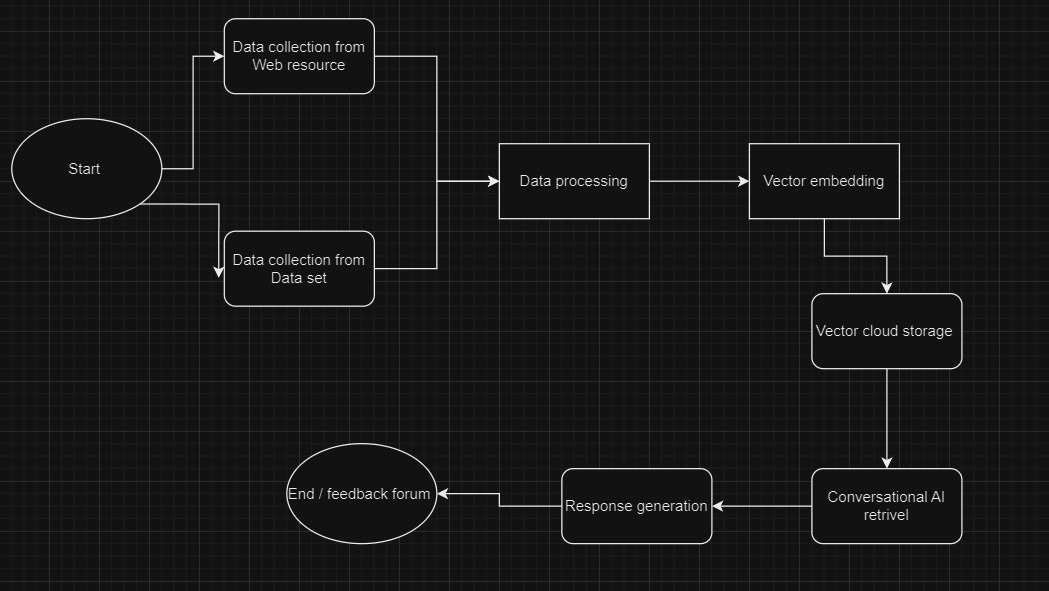 Start
Data collection from
Web resource
Data collection from
Data set
Data processing
Vector embedding
Vector cloud storage
Conversational AI
retrivel
Response generation
End / feedback forum